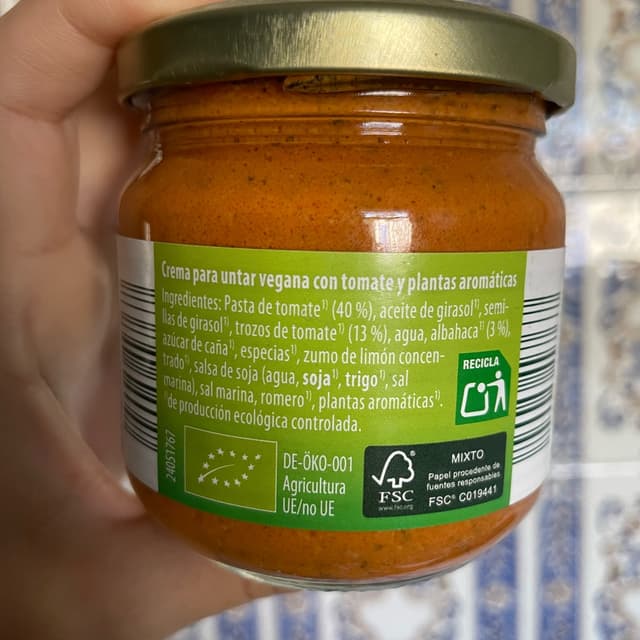 Crema para untar vegana con tomate y plantas aromáticas
Ingredientes: Pasta de tomate¹⁾ (40 %), aceite de girasol¹⁾, semi-
llas de girasol¹⁾, trozos de tomate¹⁾ (13 %), agua, albahaca¹⁾ (3 %),
azúcar de caña¹⁾, especias¹⁾, zumo de limón concen-
trado¹⁾, salsa de soja (agua, soja¹⁾, trigo¹⁾, sal
marina), sal marina, romero¹⁾, plantas aromáticas¹⁾.
¹⁾de producción ecológica controlada.
RECICLA
24051767
DE-ÖKO-001
Agricultura
UE/no UE
FSC
www.fsc.org
MIXTO
Papel procedente de
fuentes responsables
FSC® C019441